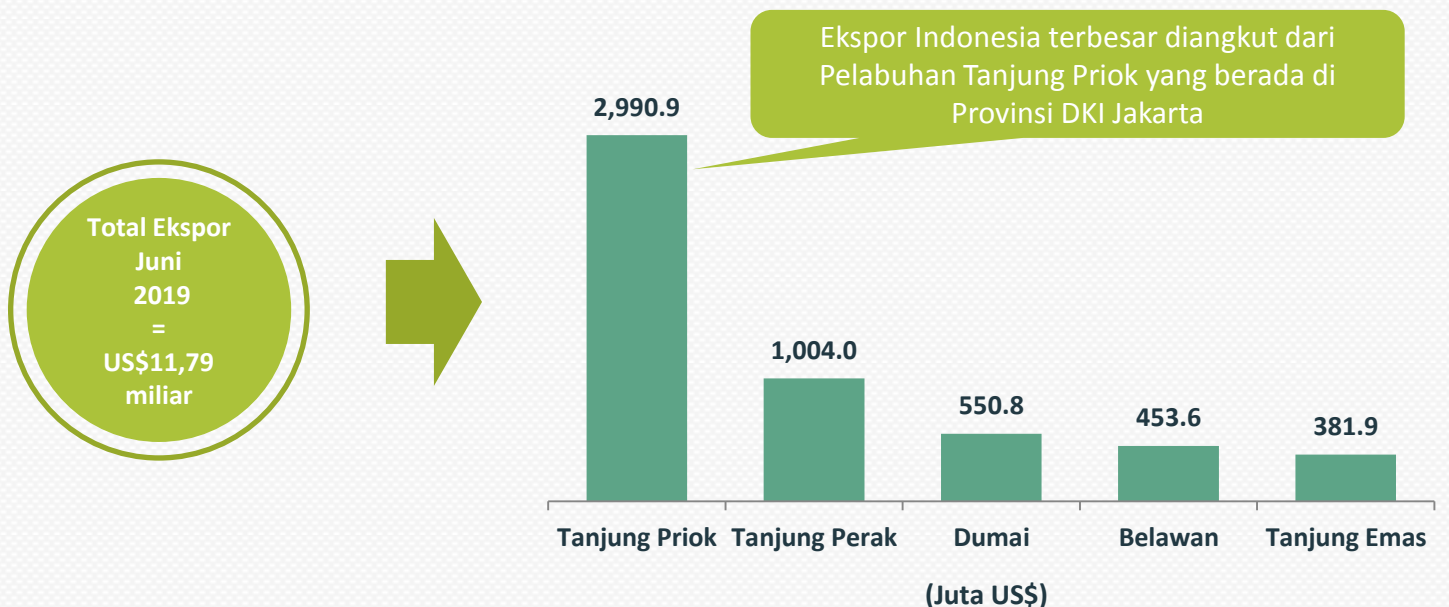 Ekspor Indonesia terbesar diangkut dari
Pelabuhan Tanjung Priok yang berada di
Provinsi DKI Jakarta
Total Ekspor
Juni
2019
=
US$11,79
miliar
2,990.9
1,004.0
550.8
453.6
381.9
Tanjung Priok Tanjung Perak Dumai Belawan Tanjung Emas
(Juta US$)